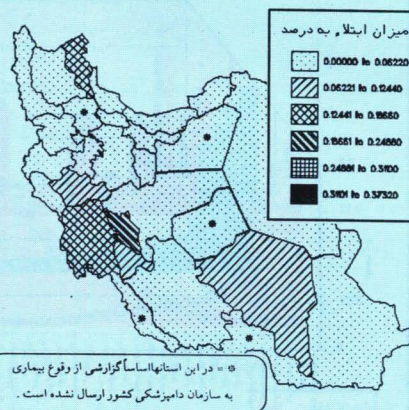 میزان ابتلاء به درصد
0.00000 to 0.06220
0.06221 to 0.12440
0.12441 to 0.18660
0.18661 to 0.24880
0.24881 to 0.31100
0.31101 to 0.37320
* = در این استانها اساساً گزارشی از وقوع بیماری
به سازمان دامپزشکی کشور ارسال نشده است .